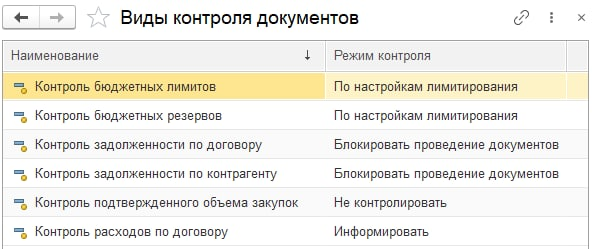 Виды контроля документов
Наименование ↓ Режим контроля
Контроль бюджетных лимитов По настройкам лимитирования
Контроль бюджетных резервов По настройкам лимитирования
Контроль задолженности по договору Блокировать проведение документов
Контроль задолженности по контрагенту Блокировать проведение документов
Контроль подтвержденного объема закупок Не контролировать
Контроль расходов по договору Информировать